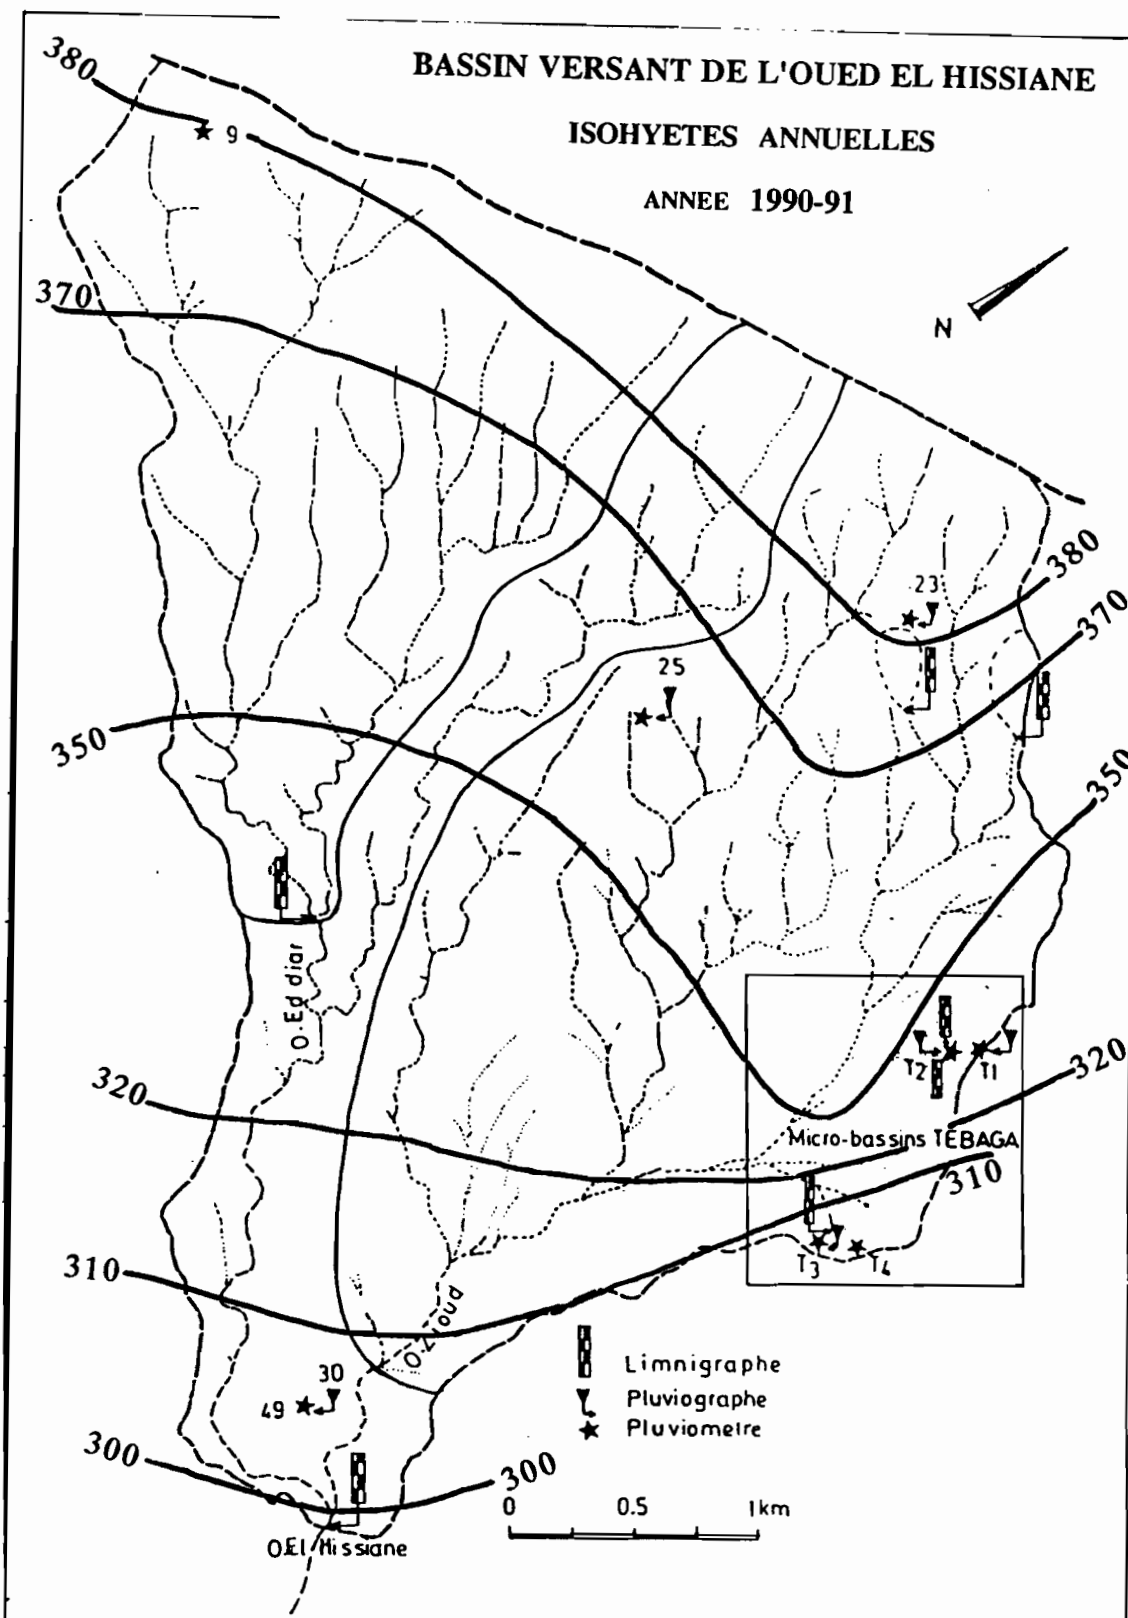 BASSIN VERSANT DE L'OUED EL HISSIANE
ISOHYETES ANNUELLES
ANNEE 1990-91
380
9
370
N
380
23
370
25
350
350
O.Ed diar
320
T2
T1
320
Micro-bassins TEBAGA
310
T3
T4
310
O.Zioud
Limnigraphe
30
Pluviographe
49
Pluviometre
300
300
0 0.5 1km
O.El Hissiane